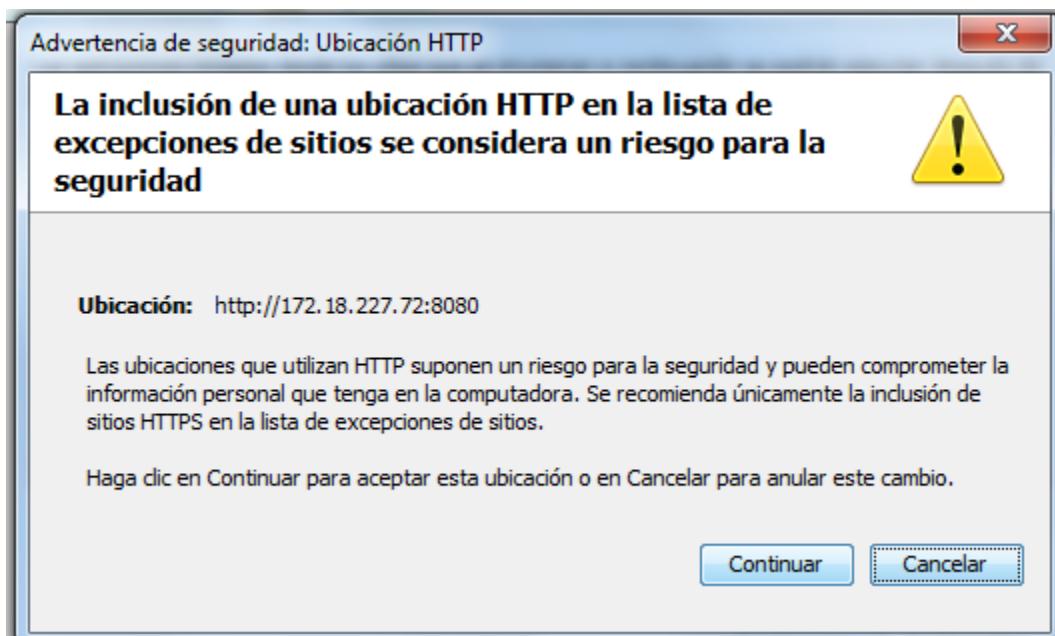 Advertencia de seguridad: Ubicación HTTP
La inclusión de una ubicación HTTP en la lista de
excepciones de sitios se considera un riesgo para la
seguridad
Ubicación: http://172.18.227.72:8080
Las ubicaciones que utilizan HTTP suponen un riesgo para la seguridad y pueden comprometer la
información personal que tenga en la computadora. Se recomienda únicamente la inclusión de
sitios HTTPS en la lista de excepciones de sitios.
Haga clic en Continuar para aceptar esta ubicación o en Cancelar para anular este cambio.
Continuar Cancelar